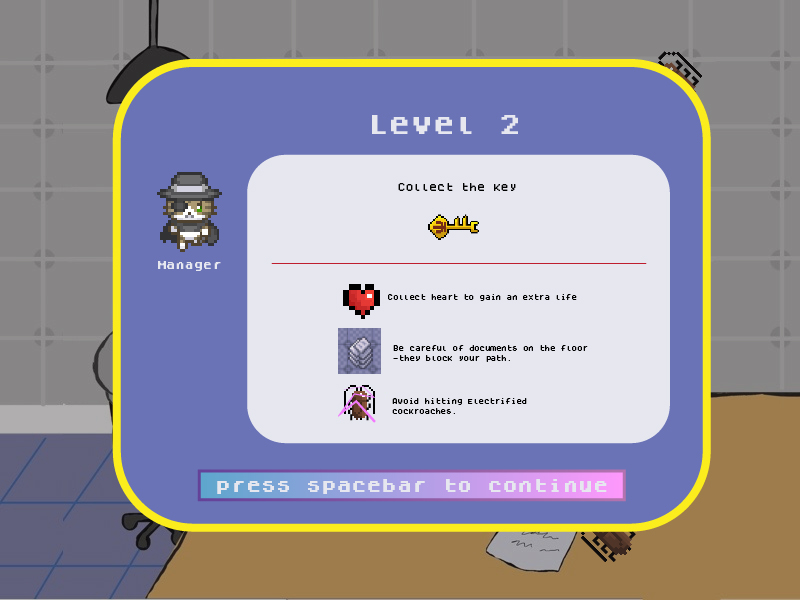 Level 2
Collect the key
Manager
Collect heart to gain an extra life
Be careful of documents on the floor
-they block your path.
Avoid hitting Electrified
cockroaches.
press spacebar to continue